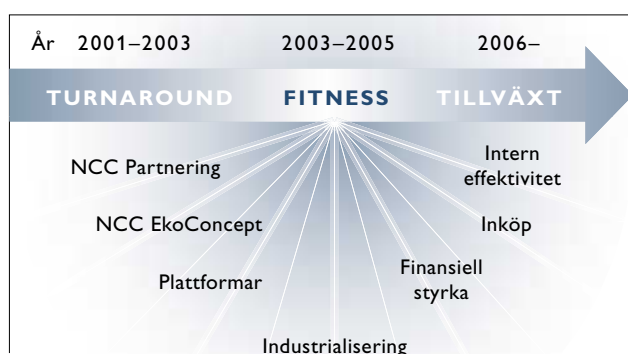 År 2001–2003 2003–2005 2006–
TURNAROUND FITNESS TILLVÄXT
NCC Partnering
Intern
effektivitet
NCC EkoConcept
Inköp
Plattformar
Finansiell
styrka
Industrialisering